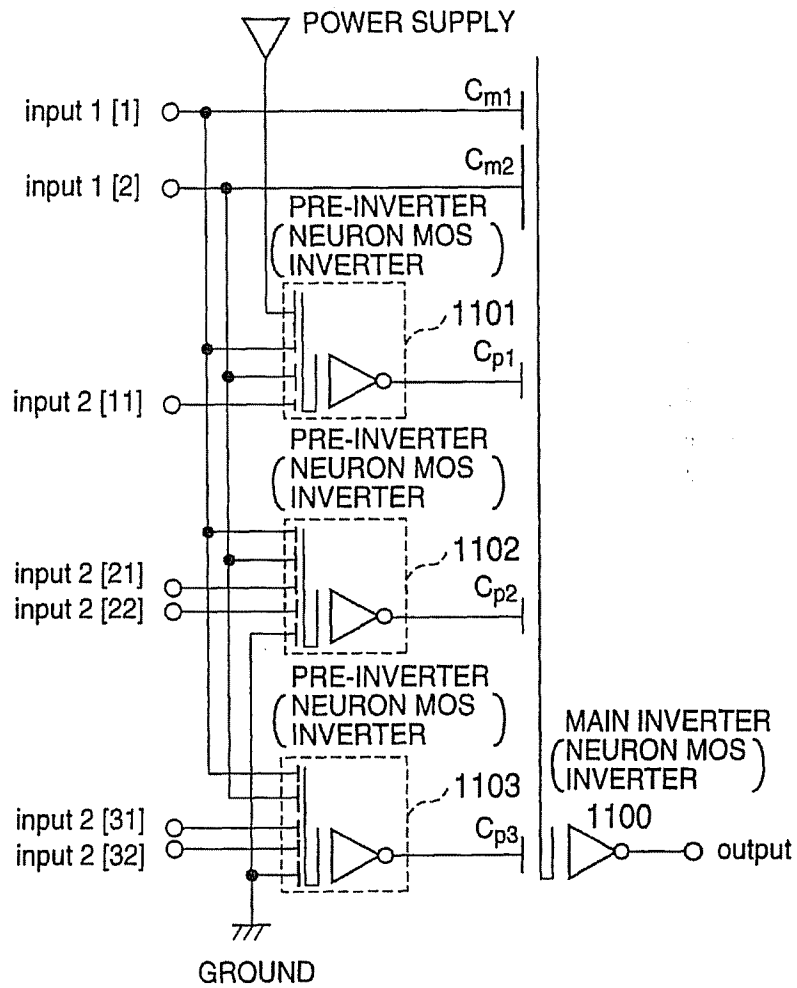 POWER SUPPLY
input 1 [1]
Cm1
input 1 [2]
Cm2
PRE-INVERTER
(NEURON MOS
INVERTER)
1101
Cp1
input 2 [11]
PRE-INVERTER
(NEURON MOS
INVERTER)
1102
input 2 [21]
input 2 [22]
Cp2
PRE-INVERTER
(NEURON MOS
INVERTER)
MAIN INVERTER
(NEURON MOS
INVERTER)
1103
1100
input 2 [31]
input 2 [32]
Cp3
output
GROUND